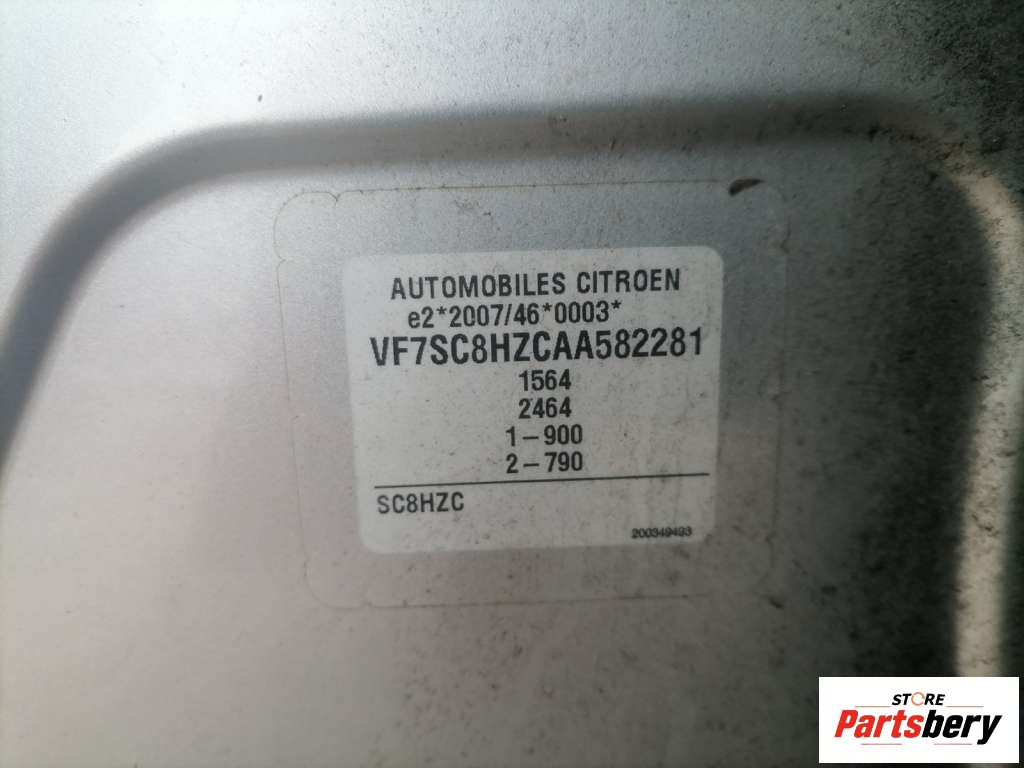 AUTOMOBILES CITROEN
e2*2007/46*0003*
VF7SC8HZCAA582281
1564
2464
1-900
2-790
SC8HZC
200349493
STORE
Partsbery